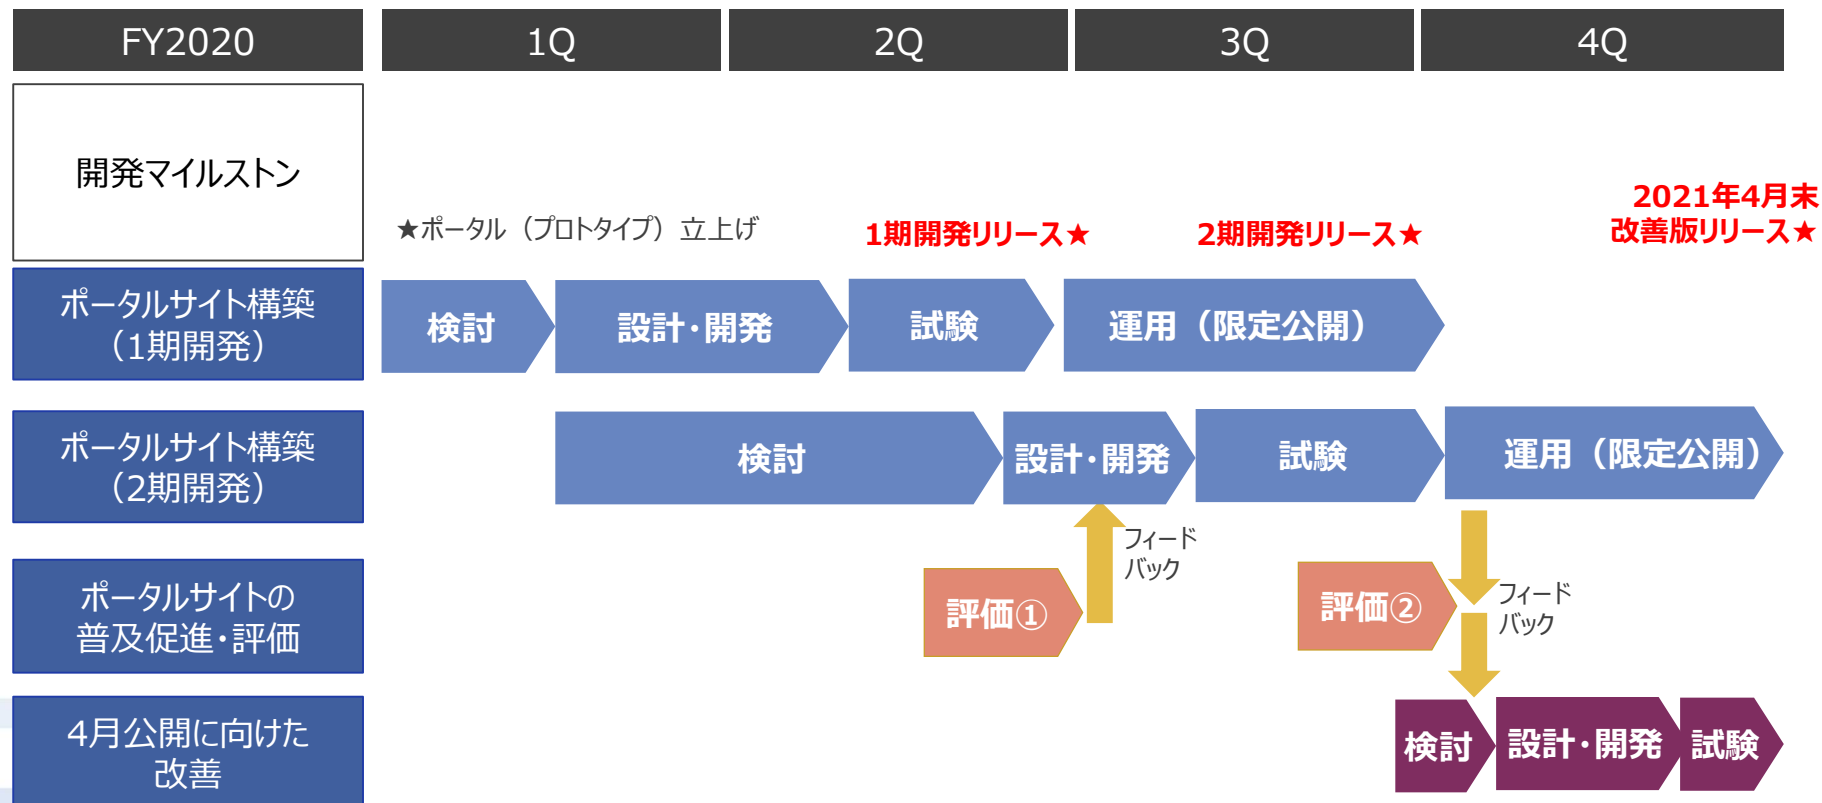 FY2020
1Q
2Q
3Q
4Q
開発マイルストン
★ポータル（プロトタイプ）立上げ
1期開発リリース★
2期開発リリース★
2021年4月末
改善版リリース★
ポータルサイト構築
（1期開発）
検討
設計・開発
試験
運用（限定公開）
ポータルサイト構築
（2期開発）
検討
設計・開発
試験
運用（限定公開）
ポータルサイトの
普及促進・評価
評価①
フィード
バック
評価②
フィード
バック
4月公開に向けた
改善
検討
設計・開発
試験